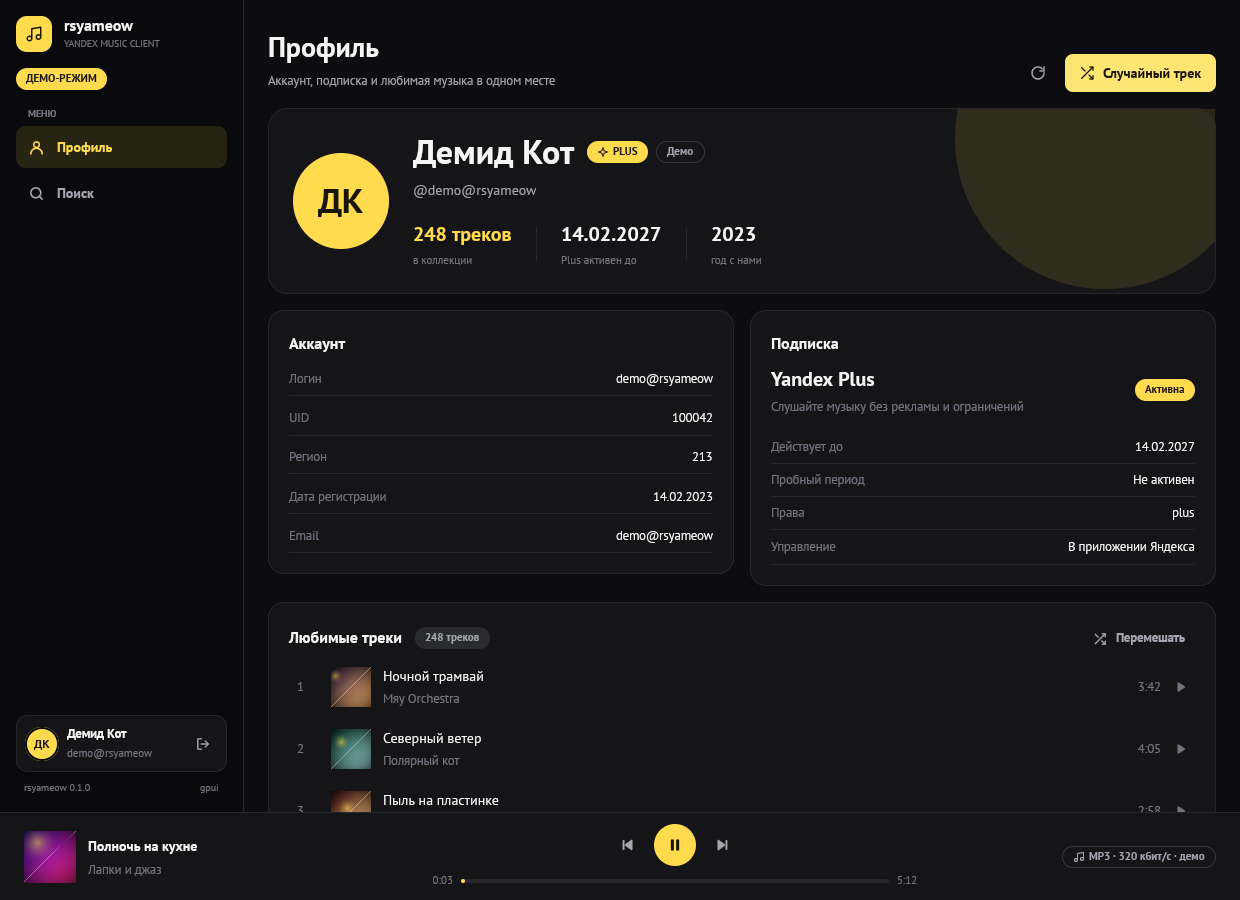 rsyameow
YANDEX MUSIC CLIENT
ДЕМО-РЕЖИМ
МЕНЮ
Профиль
Поиск
Демид Кот
ДК
demo@rsyameow
rsyameow 0.1.0
gpui
Профиль
Аккаунт, подписка и любимая музыка в одном месте
Случайный трек
ДК
Демид Кот
PLUS
Демо
@demo@rsyameow
248 треков
в коллекции
14.02.2027
Plus активен до
2023
год с нами
Аккаунт
Логин demo@rsyameow
UID 100042
Регион 213
Дата регистрации 14.02.2023
Email demo@rsyameow
Подписка
Yandex Plus
Активна
Слушайте музыку без рекламы и ограничений
Действует до 14.02.2027
Пробный период Не активен
Права plus
Управление В приложении Яндекса
Любимые треки 248 треков
Перемешать
1 Ночной трамвай 3:42
Мяу Orchestra
2 Северный ветер 4:05
Полярный кот
3 Пыль на пластинке 2:58
Полночь на кухне
Лапки и джаз
0:03
5:12
MP3 · 320 кбит/с · демо